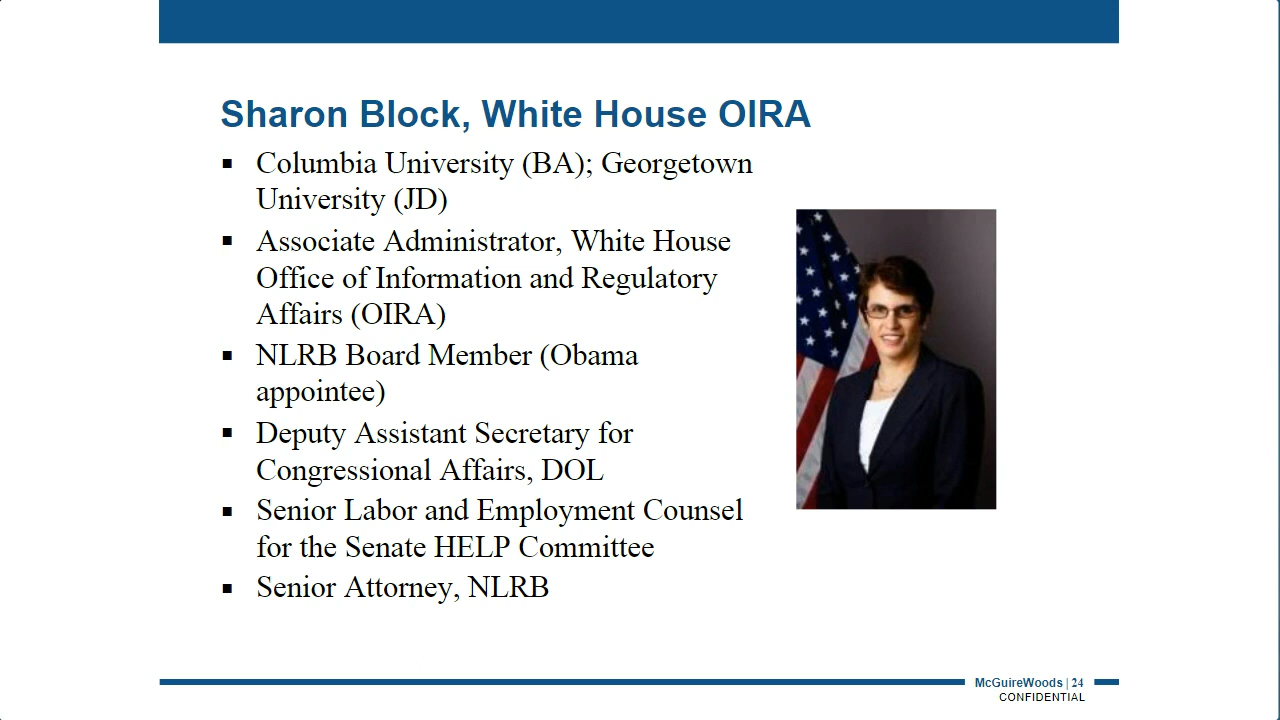 Sharon Block, White House OIRA
▪ Columbia University (BA); Georgetown
University (JD)
▪ Associate Administrator, White House
Office of Information and Regulatory
Affairs (OIRA)
▪ NLRB Board Member (Obama
appointee)
▪ Deputy Assistant Secretary for
Congressional Affairs, DOL
▪ Senior Labor and Employment Counsel
for the Senate HELP Committee
▪ Senior Attorney, NLRB
McGuireWoods | 24
CONFIDENTIAL